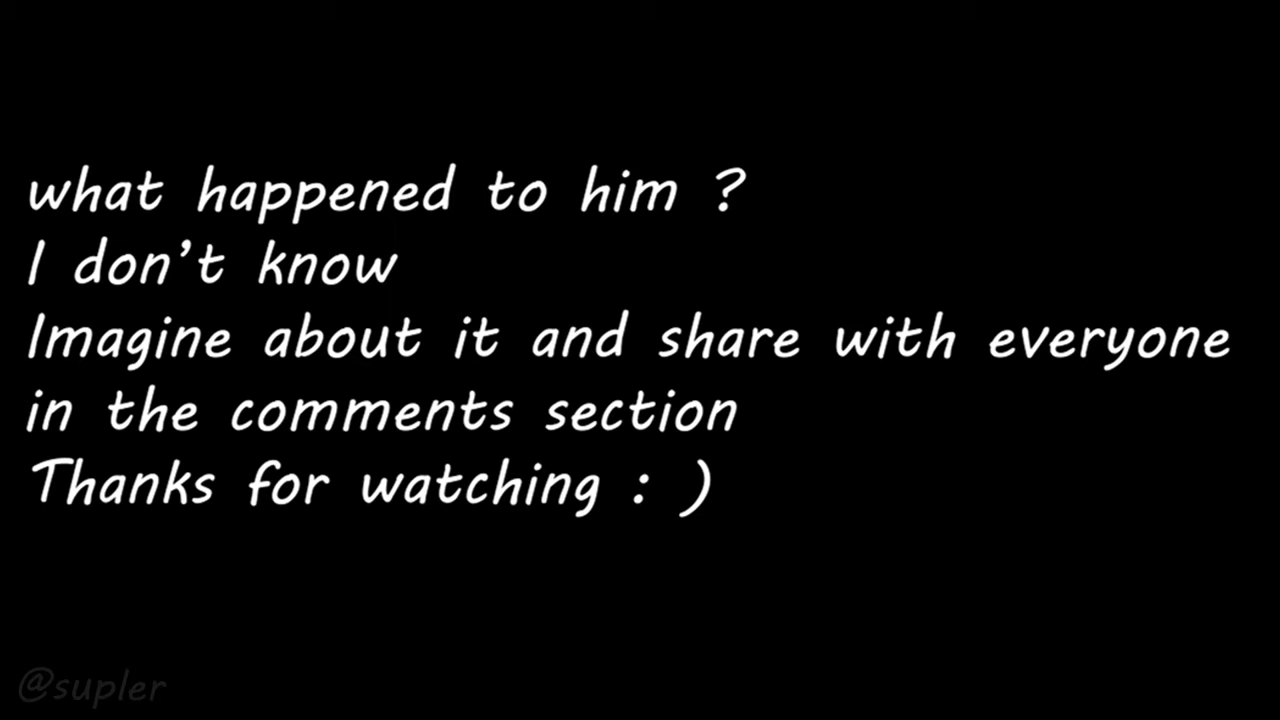 what happened to him ?
I don’t know
Imagine about it and share with everyone
in the comments section
Thanks for watching : )
@supler